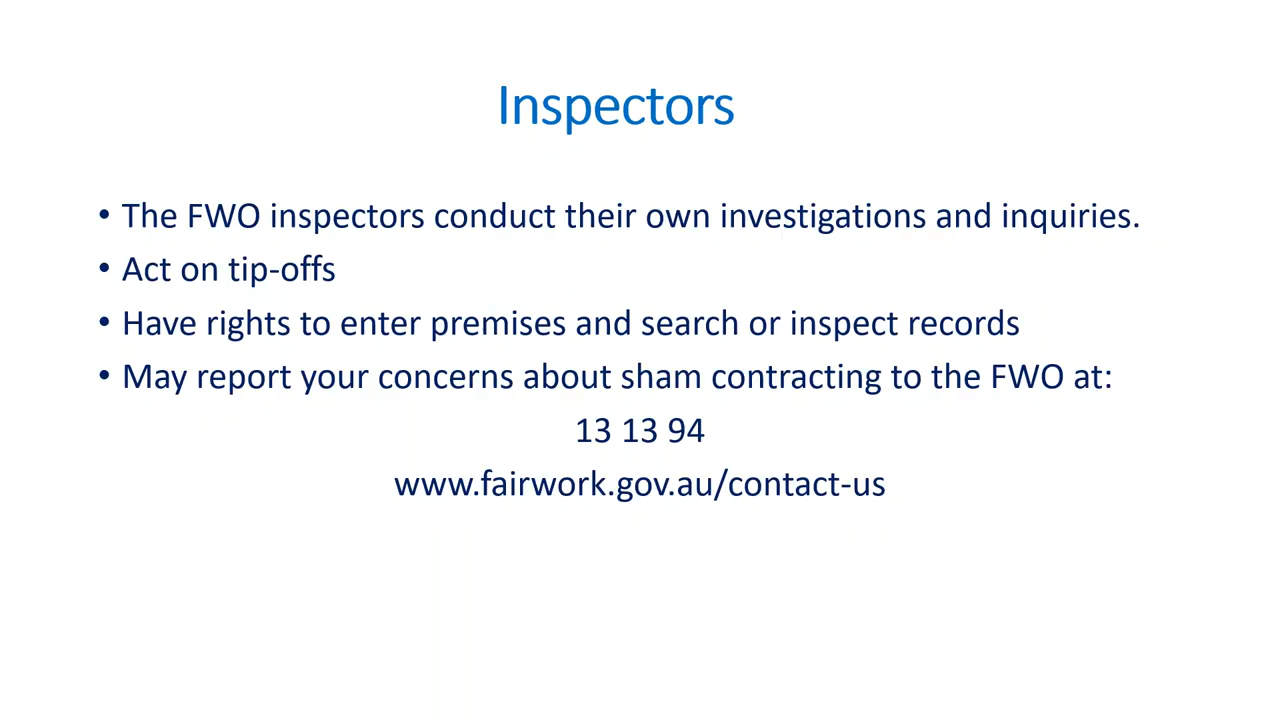 Inspectors
• The FWO inspectors conduct their own investigations and inquiries.
• Act on tip-offs
• Have rights to enter premises and search or inspect records
• May report your concerns about sham contracting to the FWO at:
13 13 94
www.fairwork.gov.au/contact-us